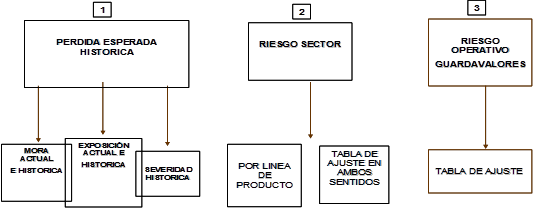 1
PERDIDA ESPERADA
HISTORICA
MORA
ACTUAL
E HISTORICA
EXPOSICIÓN
ACTUAL E
HISTORICA
SEVERIDAD
HISTORICA
2
RIESGO SECTOR
POR LINEA
DE
PRODUCTO
TABLA DE
AJUSTE EN
AMBOS
SENTIDOS
3
RIESGO
OPERATIVO
GUARDAVALORES
TABLA DE AJUSTE